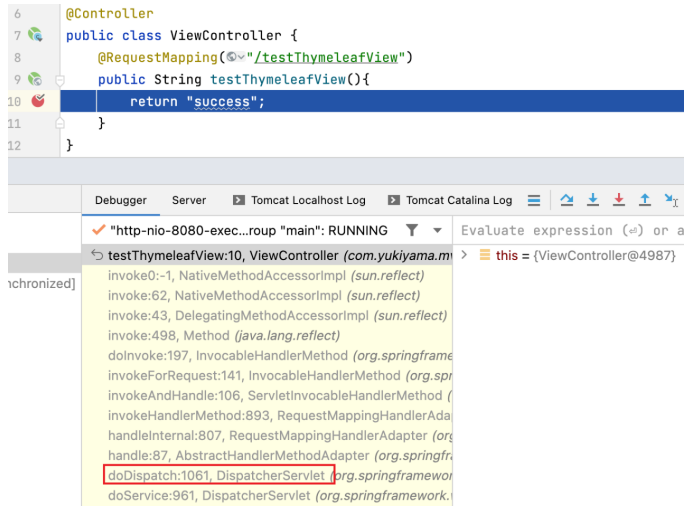 6 @Controller
7 public class ViewController {
8 @RequestMapping("/testThymeleafView")
9 public String testThymeleafView(){
10 return "success";
11 }
12 }
Debugger Server Tomcat Localhost Log Tomcat Catalina Log
"http-nio-8080-exec...roup "main": RUNNING
Evaluate expression (⏎) or a
testThymeleafView:10, ViewController (com.yukiyama.mv
this = {ViewController@4987}
invoke0:-1, NativeMethodAccessorImpl (sun.reflect)
nchronized]
invoke:62, NativeMethodAccessorImpl (sun.reflect)
invoke:43, DelegatingMethodAccessorImpl (sun.reflect)
invoke:498, Method (java.lang.reflect)
doInvoke:197, InvocableHandlerMethod (org.springframe
invokeForRequest:141, InvocableHandlerMethod (org.spr
invokeAndHandle:106, ServletInvocableHandlerMethod (
invokeHandlerMethod:893, RequestMappingHandlerAda
handleInternal:807, RequestMappingHandlerAdapter (org
handle:87, AbstractHandlerMethodAdapter (org.springfra
doDispatch:1061, DispatcherServlet (org.springframewor
doService:961, DispatcherServlet (org.springframework.